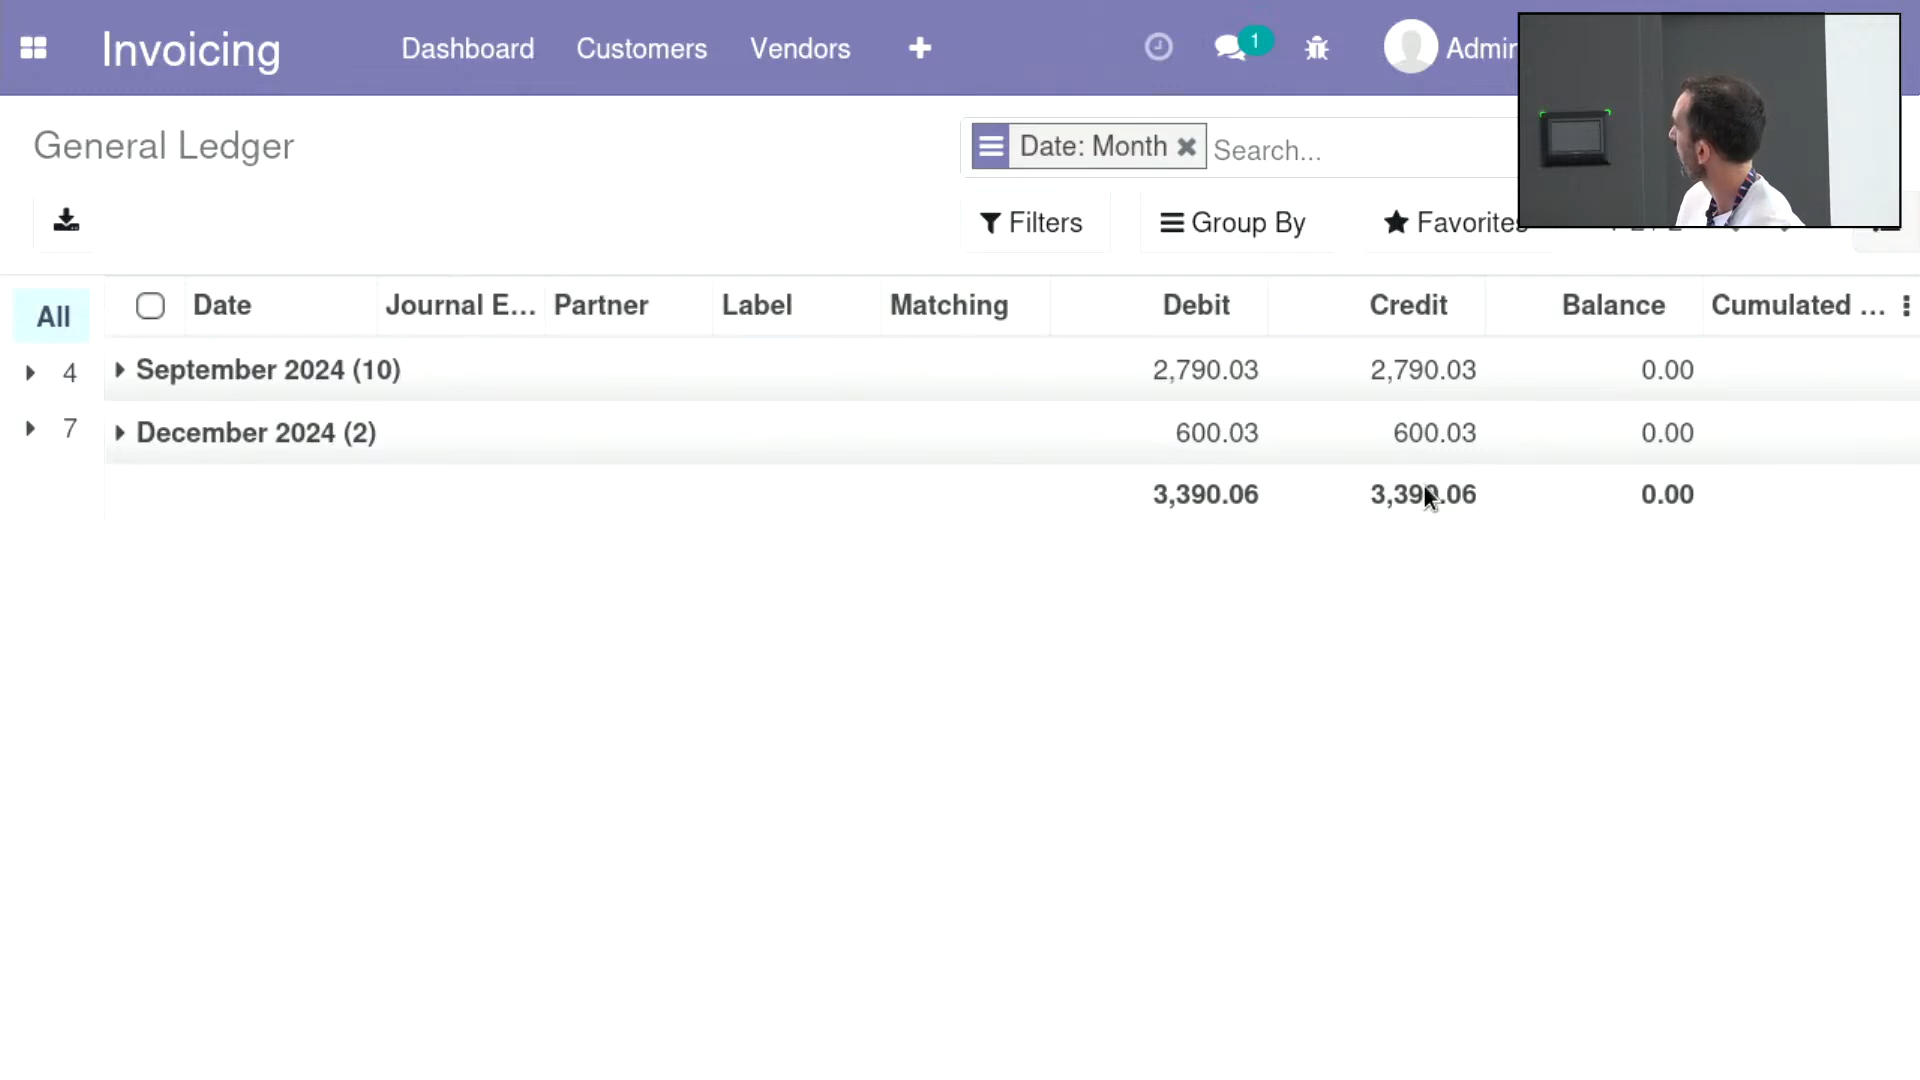 Invoicing Dashboard Customers Vendors 1
General Ledger Date: Month Search...
Filters Group By Favorites
All Date Journal E... Partner Label Matching Debit Credit Balance Cumulated ...
4 September 2024 (10) 2,790.03 2,790.03 0.00
7 December 2024 (2) 600.03 600.03 0.00
3,390.06 3,390.06 0.00